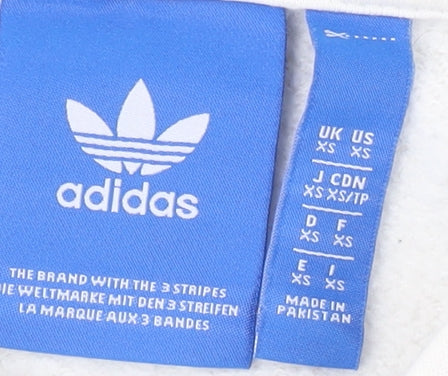 adidas
THE BRAND WITH THE 3 STRIPES
DIE WELTMARKE MIT DEN 3 STREIFEN
LA MARQUE AUX 3 BANDES
UK US
XS XS
J CDN
XS XS/TP
D F
XS XS
E I
XS XS
MADE IN
PAKISTAN